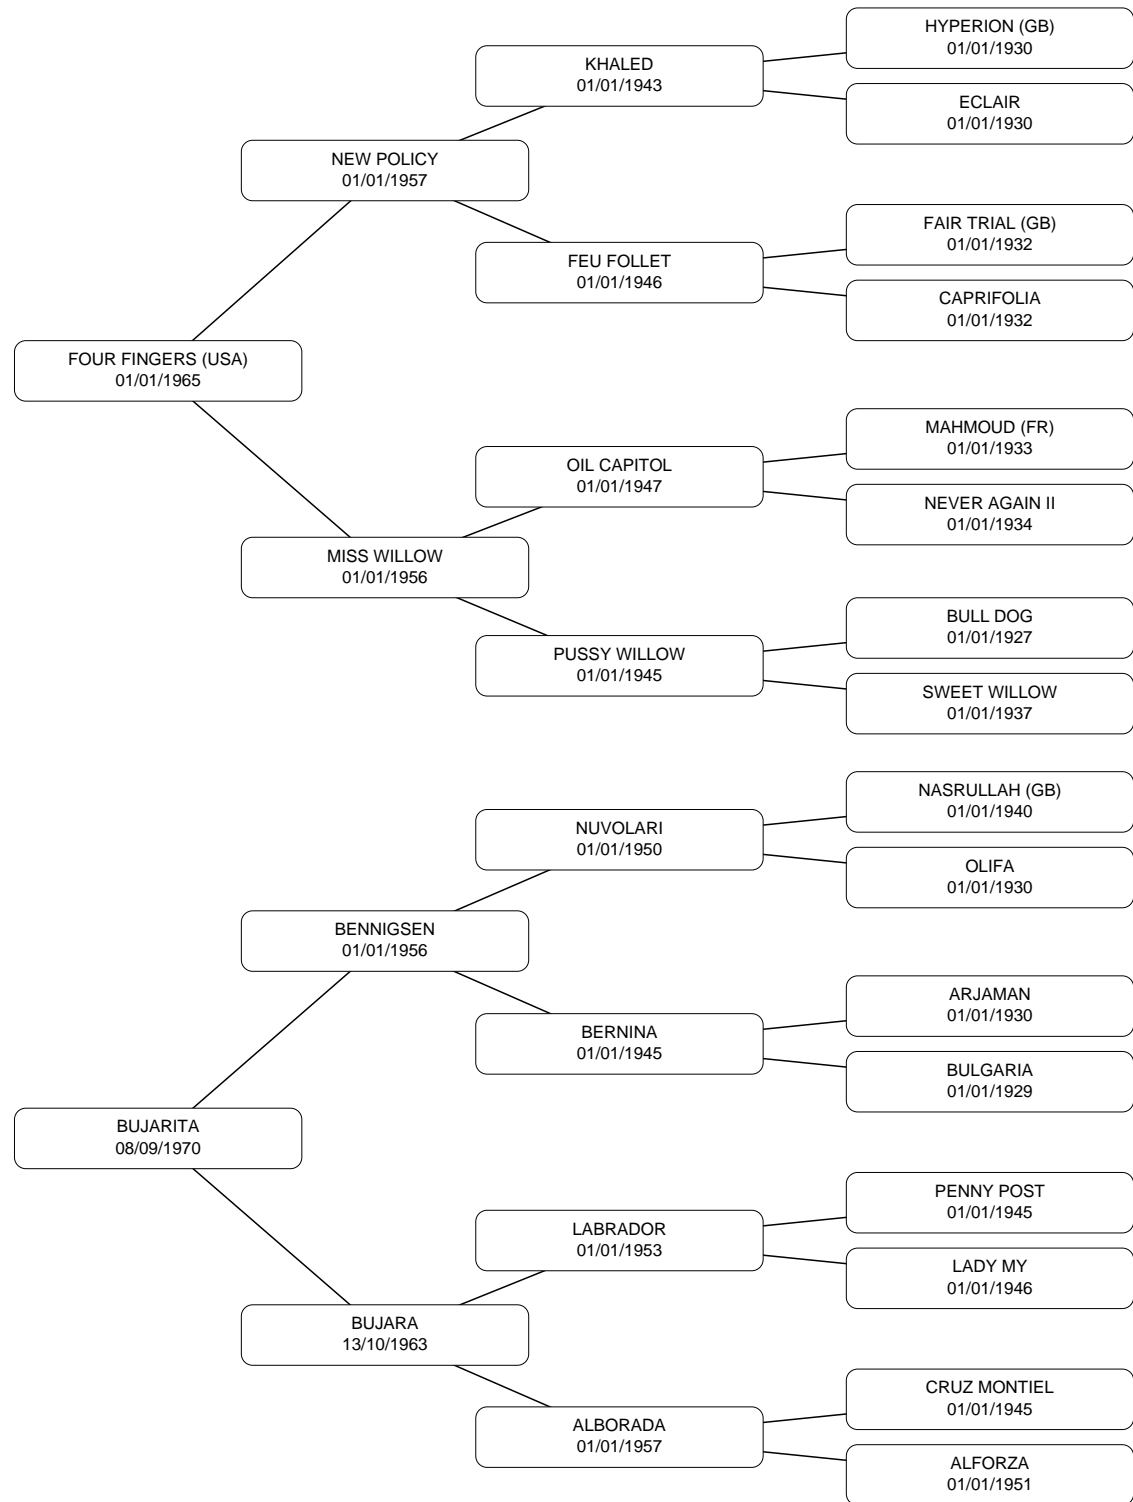 HYPERION (GB)
01/01/1930
KHALED
01/01/1943
ECLAIR
01/01/1930
NEW POLICY
01/01/1957
FAIR TRIAL (GB)
01/01/1932
FEU FOLLET
01/01/1946
CAPRIFOLIA
01/01/1932
FOUR FINGERS (USA)
01/01/1965
MAHMOUD (FR)
01/01/1933
OIL CAPITOL
01/01/1947
NEVER AGAIN II
01/01/1934
MISS WILLOW
01/01/1956
BULL DOG
01/01/1927
PUSSY WILLOW
01/01/1945
SWEET WILLOW
01/01/1937
NASRULLAH (GB)
01/01/1940
NUVOLARI
01/01/1950
OLIFA
01/01/1930
BENNIGSEN
01/01/1956
ARJAMAN
01/01/1930
BERNINA
01/01/1945
BULGARIA
01/01/1929
BUJARITA
08/09/1970
PENNY POST
01/01/1945
LABRADOR
01/01/1953
LADY MY
01/01/1946
BUJARA
13/10/1963
CRUZ MONTIEL
01/01/1945
ALBORADA
01/01/1957
ALFORZA
01/01/1951